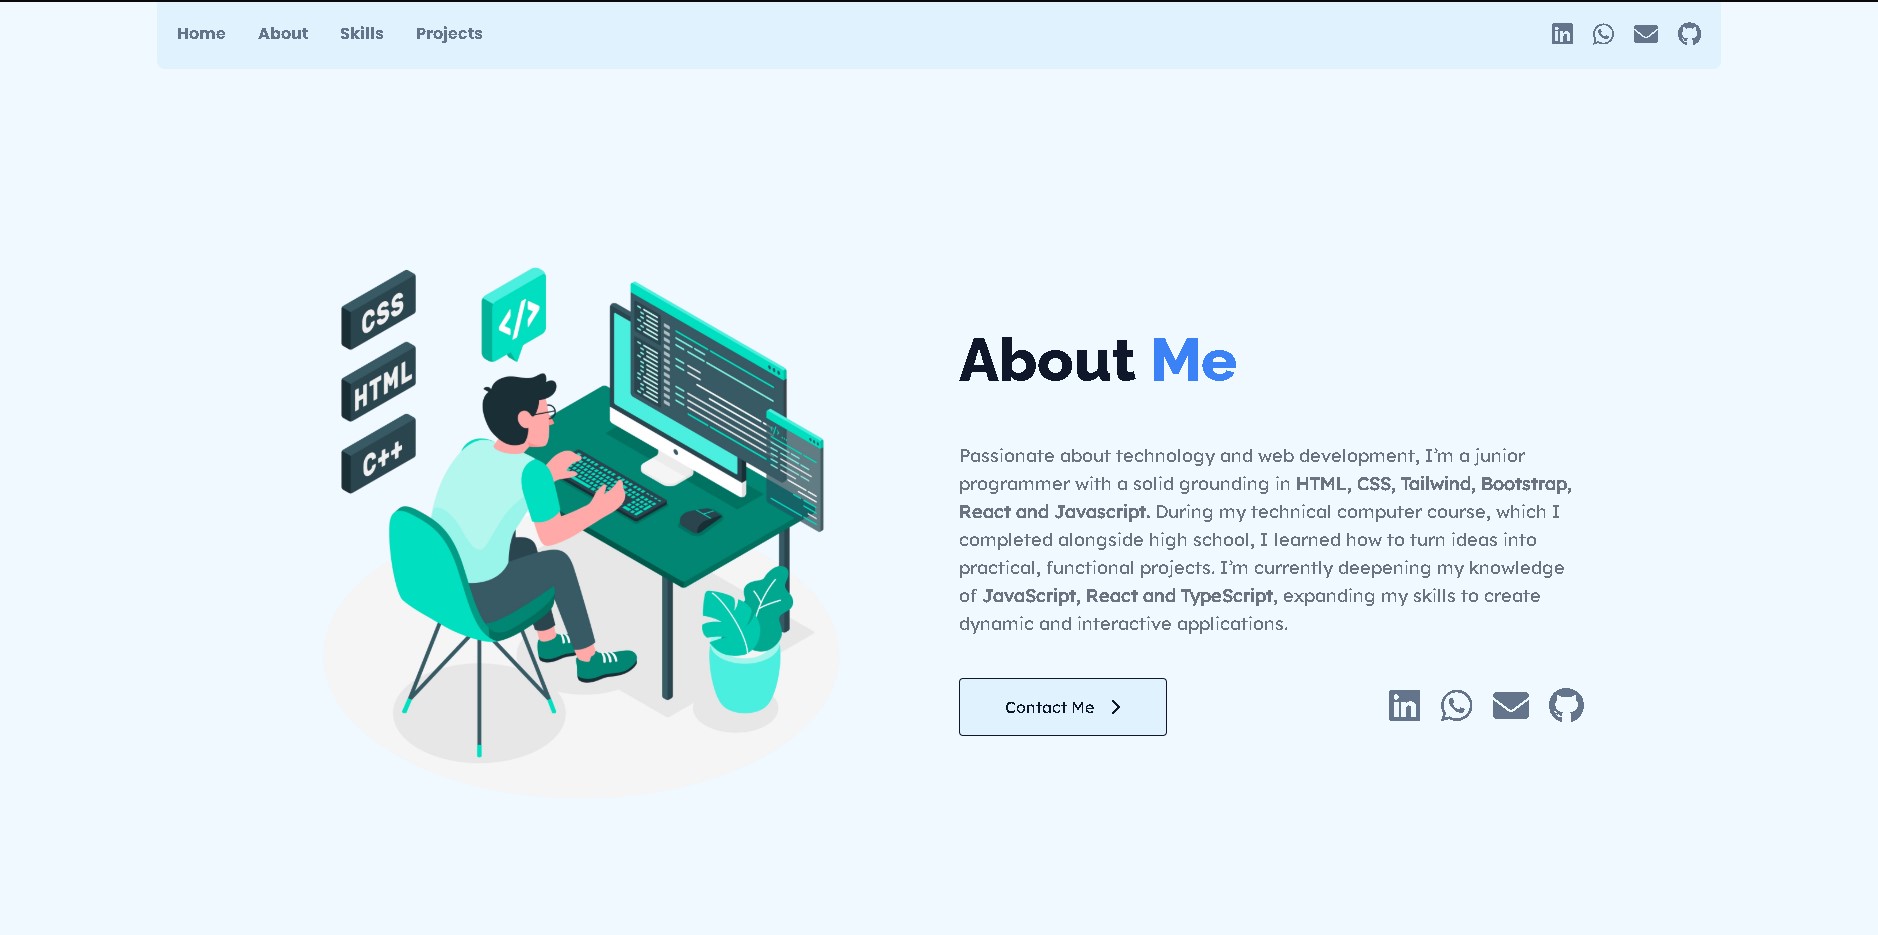 Home About Skills Projects
CSS
</>
HTML
C++
About Me
Passionate about technology and web development, I'm a junior
programmer with a solid grounding in HTML, CSS, Tailwind, Bootstrap,
React and Javascript. During my technical computer course, which I
completed alongside high school, I learned how to turn ideas into
practical, functional projects. I'm currently deepening my knowledge
of JavaScript, React and TypeScript, expanding my skills to create
dynamic and interactive applications.
Contact Me